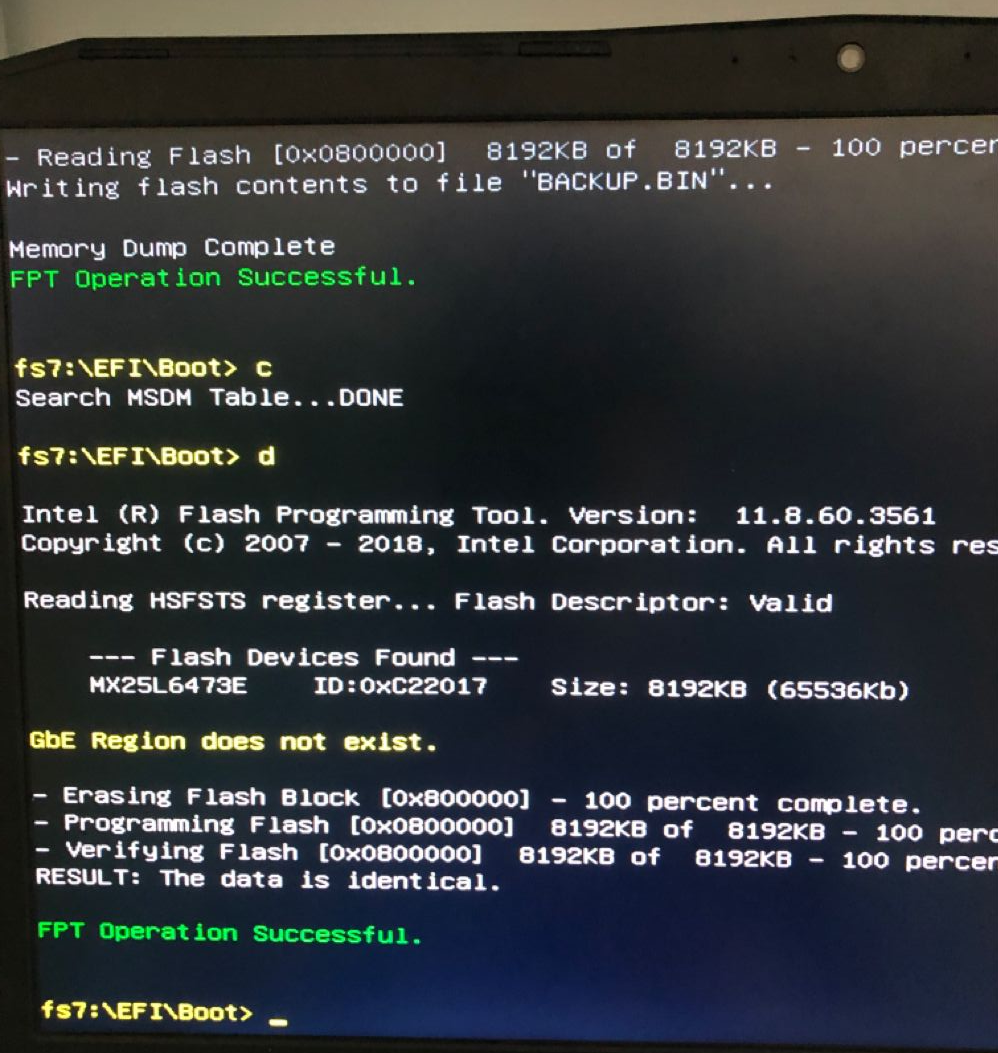 - Reading Flash [0x0800000]  8192KB of  8192KB - 100
Writing flash contents to file "BACKUP.BIN"...
Memory Dump Complete
FPT Operation Successful.
fs7:\EFI\Boot> c
Search MSDM Table...DONE
fs7:\EFI\Boot> d
Intel (R) Flash Programming Tool. Version:  11.8.60.3561
Copyright (c) 2007 - 2018, Intel Corporation. All rights
Reading HSFSTS register... Flash Descriptor: Valid
--- Flash Devices Found ---
MX25L6473E    ID:0xC22017    Size: 8192KB (65536Kb)
GbE Region does not exist.
- Erasing Flash Block [0x800000] - 100 percent complete.
- Programming Flash [0x0800000]  8192KB of  8192KB - 100
- Verifying Flash [0x0800000]  8192KB of  8192KB - 100
RESULT: The data is identical.
FPT Operation Successful.
fs7:\EFI\Boot> _